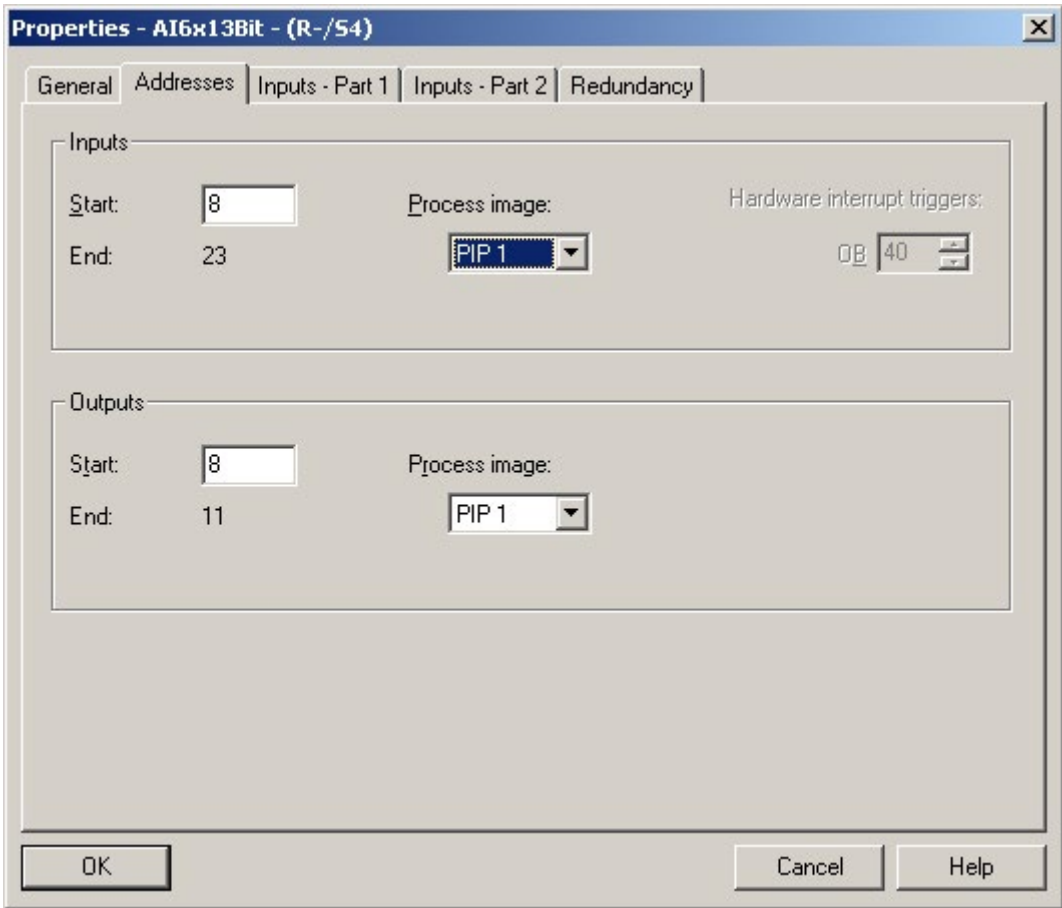 Properties - AI6x13Bit - (R-/S4)
General Addresses Inputs - Part 1 Inputs - Part 2 Redundancy
Inputs
Start: 8 Process image: Hardware interrupt triggers:
End: 23 PIP 1 OB 40
Outputs
Start: 8 Process image:
End: 11 PIP 1
OK Cancel Help